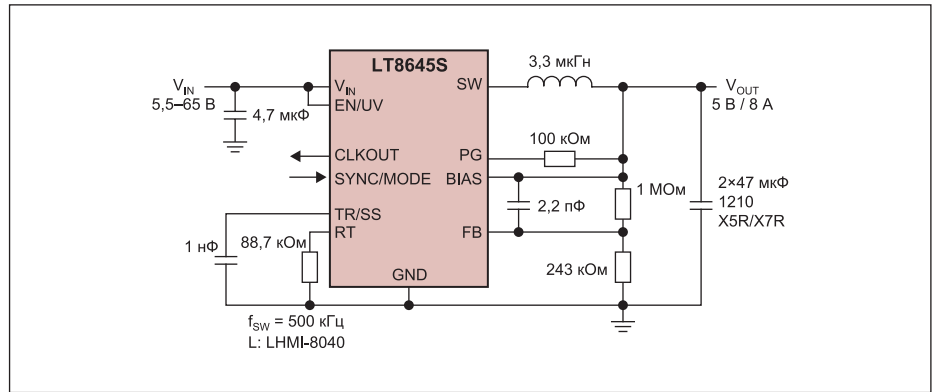 LT8645S
V_IN
5,5–65 В
4,7 мкФ
V_IN
EN/UV
CLKOUT
SYNC/MODE
TR/SS
RT
1 нФ
88,7 кОм
GND
SW
PG
BIAS
FB
3,3 мкГн
100 кОм
2,2 пФ
1 МОм
243 кОм
V_OUT
5 В / 8 А
2×47 мкФ
1210
X5R/X7R
f_SW = 500 кГц
L: LHMI-8040